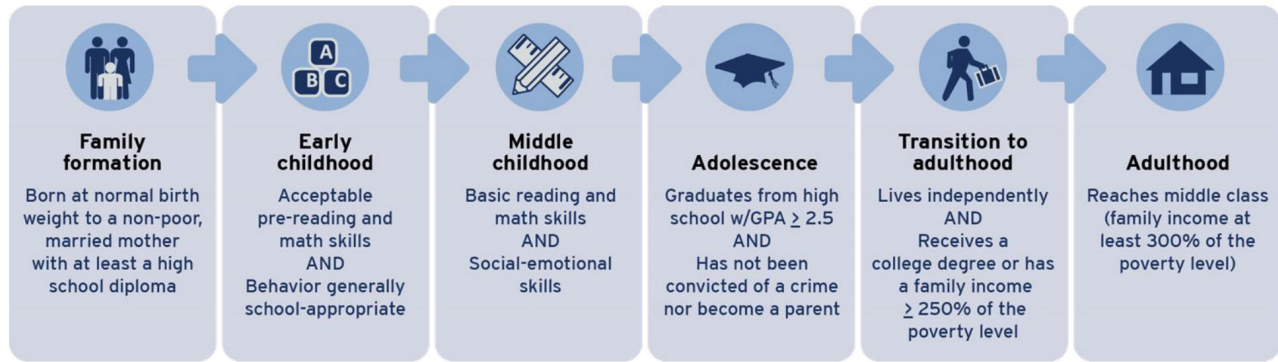 Family
formation
Born at normal birth
weight to a non-poor,
married mother
with at least a high
school diploma
A
B C
Early
childhood
Acceptable
pre-reading and
math skills
AND
Behavior generally
school-appropriate
Middle
childhood
Basic reading and
math skills
AND
Social-emotional
skills
Adolescence
Graduates from high
school w/GPA ≥ 2.5
AND
Has not been
convicted of a crime
nor become a parent
Transition to
adulthood
Lives independently
AND
Receives a
college degree or has
a family income
≥ 250% of the
poverty level
Adulthood
Reaches middle class
(family income at
least 300% of the
poverty level)